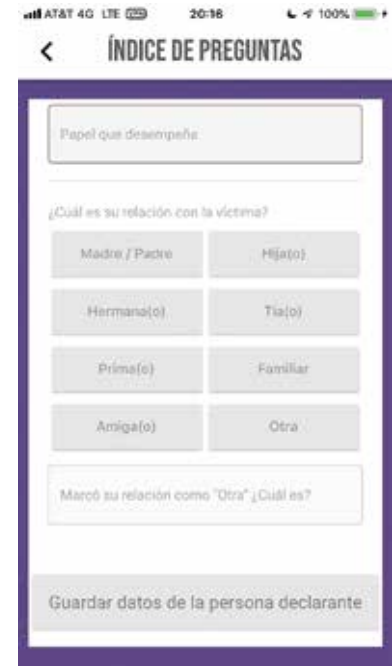 AT&T 4G LTE 20:16 100%
ÍNDICE DE PREGUNTAS
Papel que desempeña
¿Cuál es su relación con la víctima?
Madre / Padre Hija(o)
Hermana(o) Tía(o)
Prima(o) Familiar
Amiga(o) Otra
Marcó su relación como "Otra" ¿Cuál es?
Guardar datos de la persona declarante